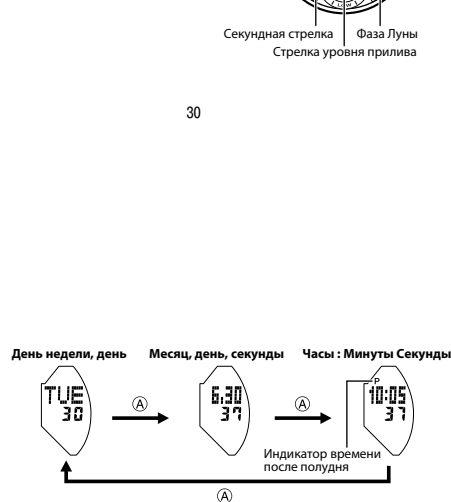 LOW
Секундная стрелка Фаза Луны
Стрелка уровня прилива
30
День недели, день Месяц, день, секунды Часы : Минуты Секунды
TUE
30
A
6.30
37
A
P
10:05
37
Индикатор времени
после полудня
A